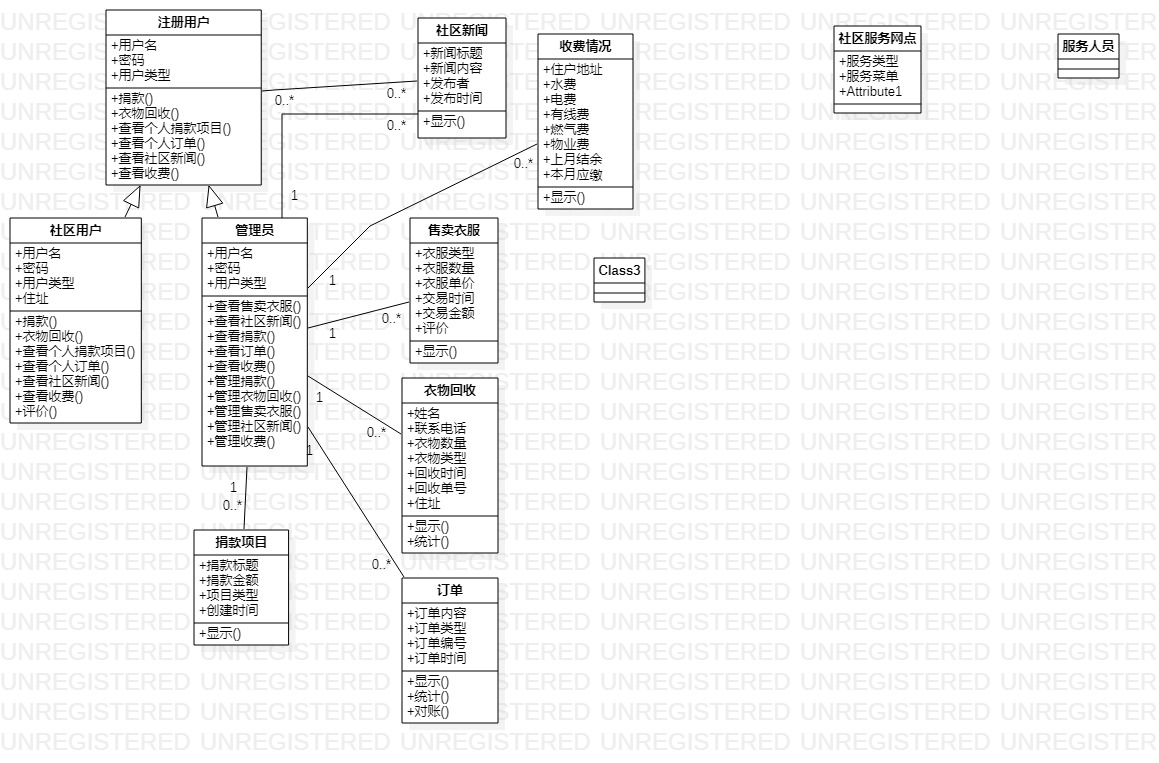 注册用户
+用户名
+密码
+用户类型
+捐款()
+衣物回收()
+查看个人捐款项目()
+查看个人订单()
+查看社区新闻()
+查看收费()
社区新闻
+新闻标题
+新闻内容
+发布者
+发布时间
+显示()
0..*
0..*
0..*
1
收费情况
+住户地址
+水费
+电费
+有线费
+燃气费
+物业费
+上月结余
+本月应缴
+显示()
0..*
1
社区服务网点
+服务类型
+服务菜单
+Attribute1
服务人员
社区用户
+用户名
+密码
+用户类型
+住址
+捐款()
+衣物回收()
+查看个人捐款项目()
+查看个人订单()
+查看社区新闻()
+查看收费()
+评价()
管理员
+用户名
+密码
+用户类型
+查看售卖衣服()
+查看社区新闻()
+查看捐款()
+查看订单()
+查看收费()
+管理捐款()
+管理衣物回收()
+管理售卖衣服()
+管理社区新闻()
+管理收费()
售卖衣服
+衣服类型
+衣服数量
+衣服单价
+交易时间
+交易金额
+评价
+显示()
0..*
1
Class3
衣物回收
+姓名
+联系电话
+衣物数量
+衣物类型
+回收时间
+回收单号
+住址
+显示()
+统计()
1
0..*
1
0..*
1
0..*
捐款项目
+捐款标题
+捐款金额
+项目类型
+创建时间
+显示()
订单
+订单内容
+订单类型
+订单编号
+订单时间
+显示()
+统计()
+对账()
UNREGISTERED